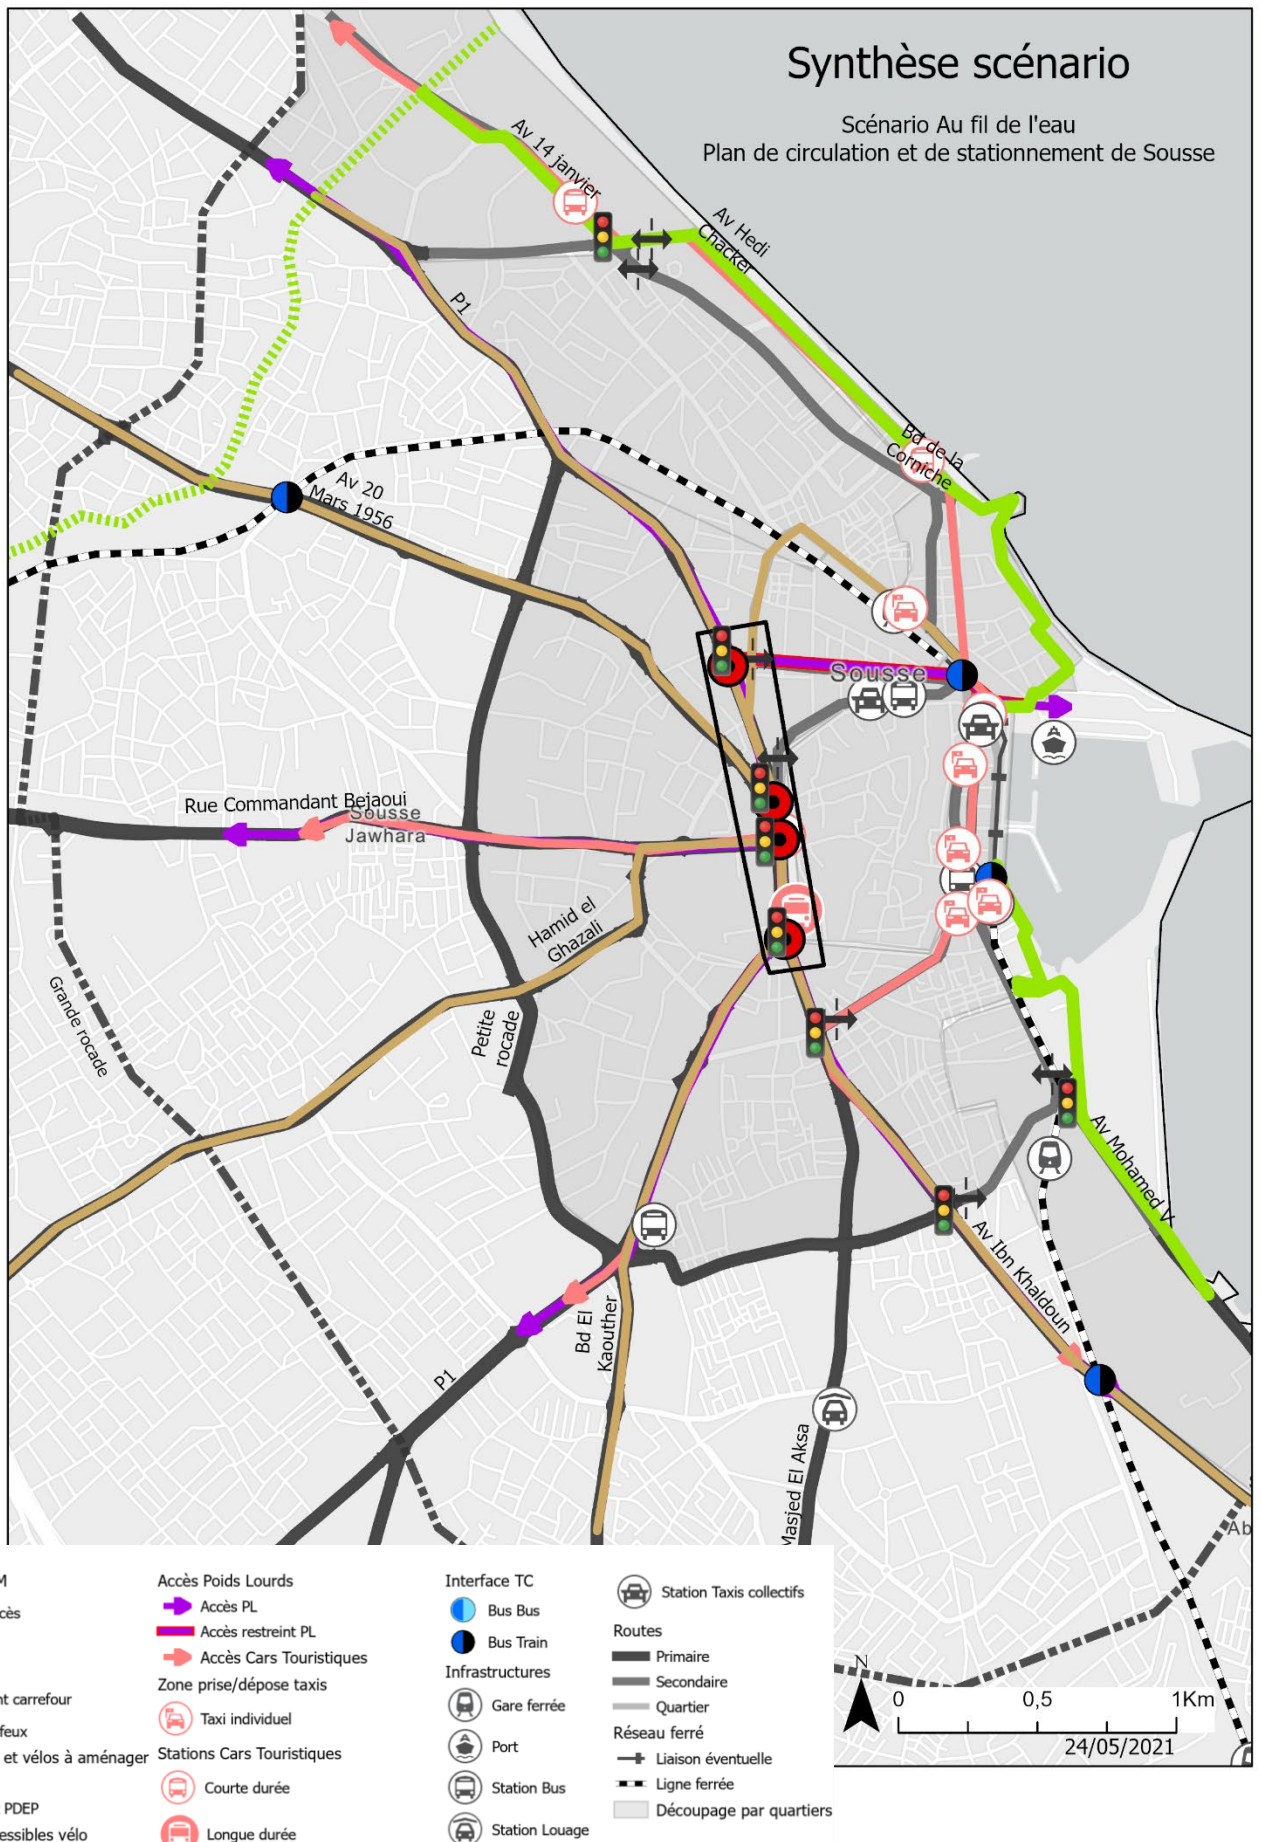 Synthèse scénario
Scénario Au fil de l'eau
Plan de circulation et de stationnement de Sousse
Av 14 janvier
Av Hedi
Chacker
P1
Bd de la
Corniche
Av 20
Mars 1956
Sousse
Rue Commandant Bejaoui
Sousse
Jawhara
Hamid el
Ghazali
Grande rocade
Petite
rocade
Av Mohamed V
Av Ibn Khaldoun
Bd El
Kaouther
P1
Masjed El Aksa
Ab
M
cès
nt carrefour
feux
et vélos à aménager
PDEP
essibles vélo
Accès Poids Lourds
Accès PL
Accès restreint PL
Accès Cars Touristiques
Zone prise/dépose taxis
Taxi individuel
Stations Cars Touristiques
Courte durée
Longue durée
Interface TC
Bus Bus
Bus Train
Infrastructures
Gare ferrée
Port
Station Bus
Station Louage
Station Taxis collectifs
Routes
Primaire
Secondaire
Quartier
Réseau ferré
Liaison éventuelle
Ligne ferrée
Découpage par quartiers
N
0 0,5 1Km
24/05/2021